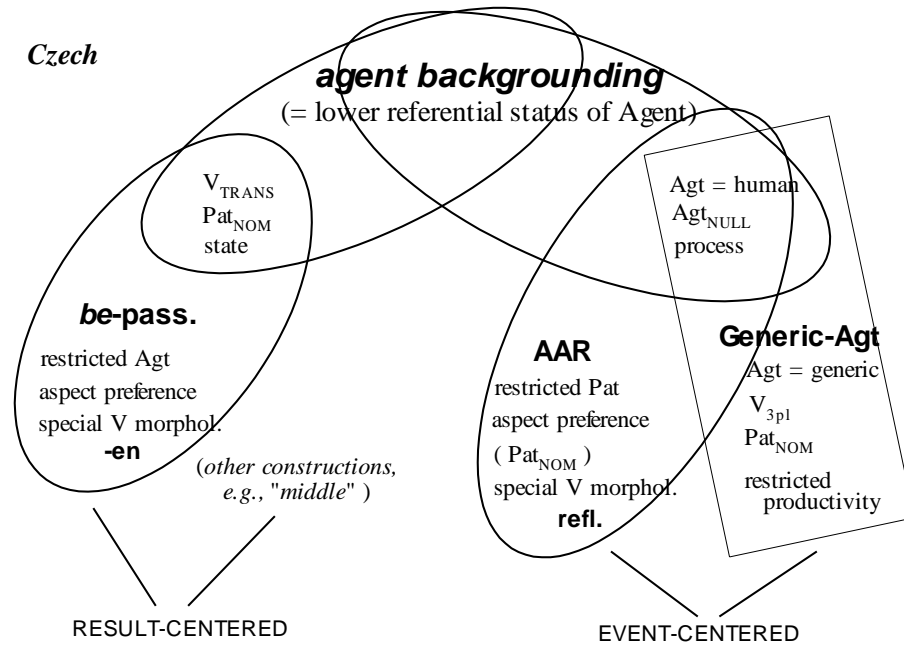 Czech
agent backgrounding
(= lower referential status of Agent)
V_TRANS
Pat_NOM
state
Agt = human
Agt_NULL
process
be-pass.
restricted Agt
aspect preference
special V morphol.
-en
(other constructions,
e.g., "middle" )
AAR
restricted Pat
aspect preference
( Pat_NOM )
special V morphol.
refl.
Generic-Agt
Agt = generic
V_3pl
Pat_NOM
restricted
productivity
RESULT-CENTERED
EVENT-CENTERED